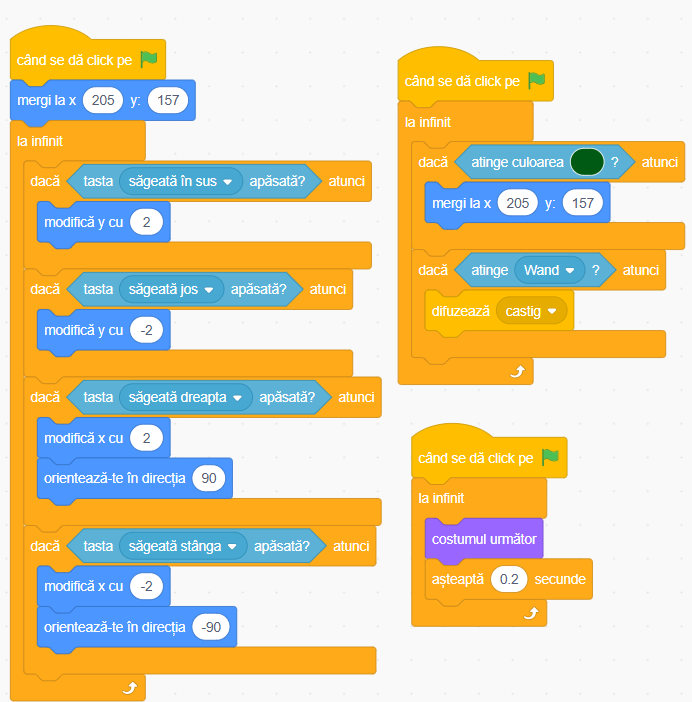 când se dă click pe
mergi la x 205 y: 157
la infinit
dacă tasta săgeată în sus apăsată? atunci
modifică y cu 2
dacă tasta săgeată jos apăsată? atunci
modifică y cu -2
dacă tasta săgeată dreapta apăsată? atunci
modifică x cu 2
orientează-te în direcția 90
dacă tasta săgeată stânga apăsată? atunci
modifică x cu -2
orientează-te în direcția -90
când se dă click pe
la infinit
dacă atinge culoarea ? atunci
mergi la x 205 y: 157
dacă atinge Wand ? atunci
difuzează castig
când se dă click pe
la infinit
costumul următor
așteaptă 0.2 secunde